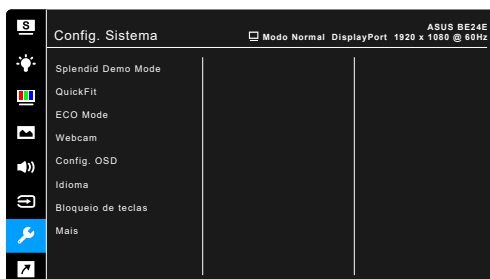 S
ASUS BE24E
Config. Sistema
Modo Normal DisplayPort 1920 x 1080 @ 60Hz
Splendid Demo Mode
QuickFit
ECO Mode
Webcam
Config. OSD
Idioma
Bloqueio de teclas
Mais